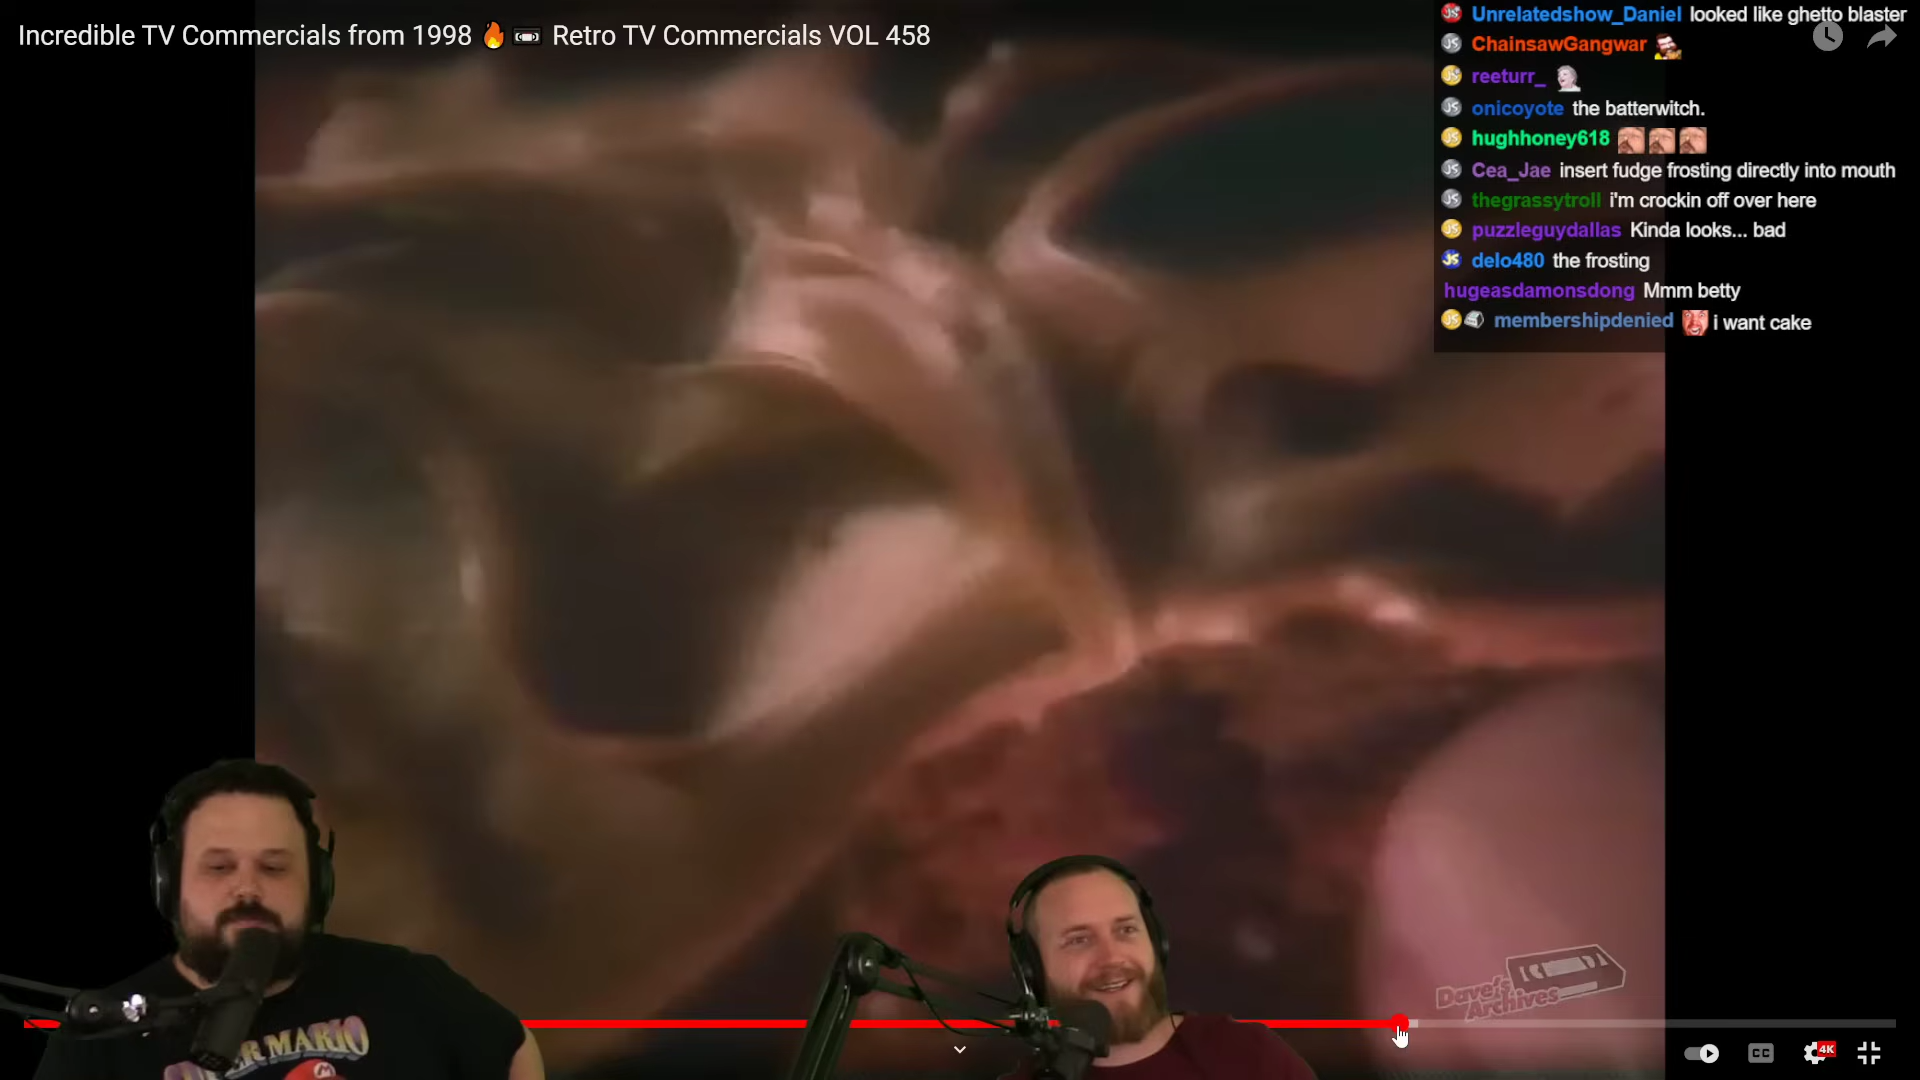 Incredible TV Commercials from 1998 🔥📼 Retro TV Commercials VOL 458
Unrelatedshow_Daniel looked like ghetto blaster
ChainsawGangwar
reeturr_
onicoyote the batterwitch.
hughhoney618
Cea_Jae insert fudge frosting directly into mouth
thegrassytroll i'm crockin off over here
puzzleguydallas Kinda looks... bad
delo480 the frosting
hugeasdamonsdong Mmm betty
membershipdenied i want cake
Dave's
Archives
MARIO
CC
4K